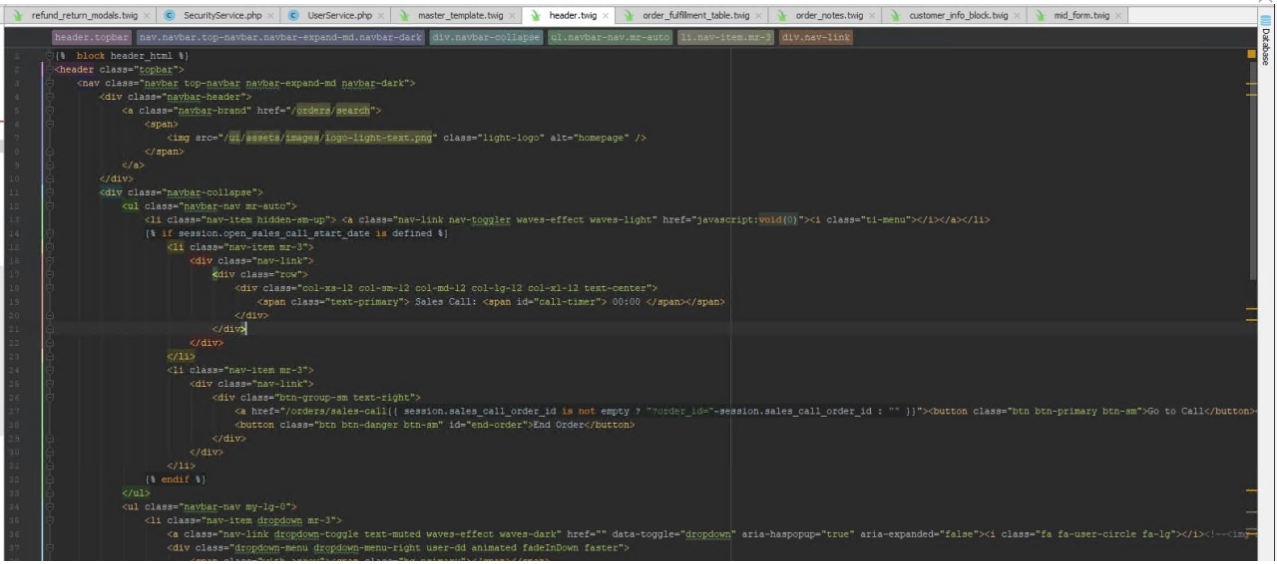 refund_return_modals.twig × SecurityService.php × UserService.php × master_template.twig × header.twig × order_fulfillment_table.twig × order_notes.twig × customer_info_block.twig × mid_form.twig ×
header.topbar nav.navbar.top-navbar.navbar-expand-md.navbar-dark div.navbar-collapse ul.navbar-nav.mr-auto li.nav-item.mr-3 div.nav-link
Database
1 {% block header_html %}
2 <header class="topbar">
3 <nav class="navbar top-navbar navbar-expand-md navbar-dark">
4 <div class="navbar-header">
5 <a class="navbar-brand" href="/orders/search">
6 <span>
7 <img src="/ui/assets/images/logo-light-text.png" class="light-logo" alt="homepage" />
8 </span>
9 </a>
10 </div>
11 <div class="navbar-collapse">
12 <ul class="navbar-nav mr-auto">
13 <li class="nav-item hidden-sm-up"> <a class="nav-link nav-toggler waves-effect waves-light" href="javascript:void(0)"><i class="ti-menu"></i></a></li>
14 {% if session.open_sales_call_start_date is defined %}
15 <li class="nav-item mr-3">
16 <div class="nav-link">
17 <div class="row">
18 <div class="col-xs-12 col-sm-12 col-md-12 col-lg-12 col-xl-12 text-center">
19 <span class="text-primary"> Sales Call: <span id="call-timer"> 00:00 </span></span>
20 </div>
21 </div>
22 </div>
23 </li>
24 <li class="nav-item mr-3">
25 <div class="nav-link">
26 <div class="btn-group-sm text-right">
27 <a href="/orders/sales-call{{ session.sales_call_order_id is not empty ? "?order_id="~session.sales_call_order_id : "" }}"><button class="btn btn-primary btn-sm">Go to Call</button>
28 <button class="btn btn-danger btn-sm" id="end-order">End Order</button>
29 </div>
30 </div>
31 </li>
32 {% endif %}
33 </ul>
34 <ul class="navbar-nav my-lg-0">
35 <li class="nav-item dropdown mr-3">
36 <a class="nav-link dropdown-toggle text-muted waves-effect waves-dark" href="" data-toggle="dropdown" aria-haspopup="true" aria-expanded="false"><i class="fa fa-user-circle fa-lg"></i><!--<img
37 <div class="dropdown-menu dropdown-menu-right user-dd animated fadeInDown faster">